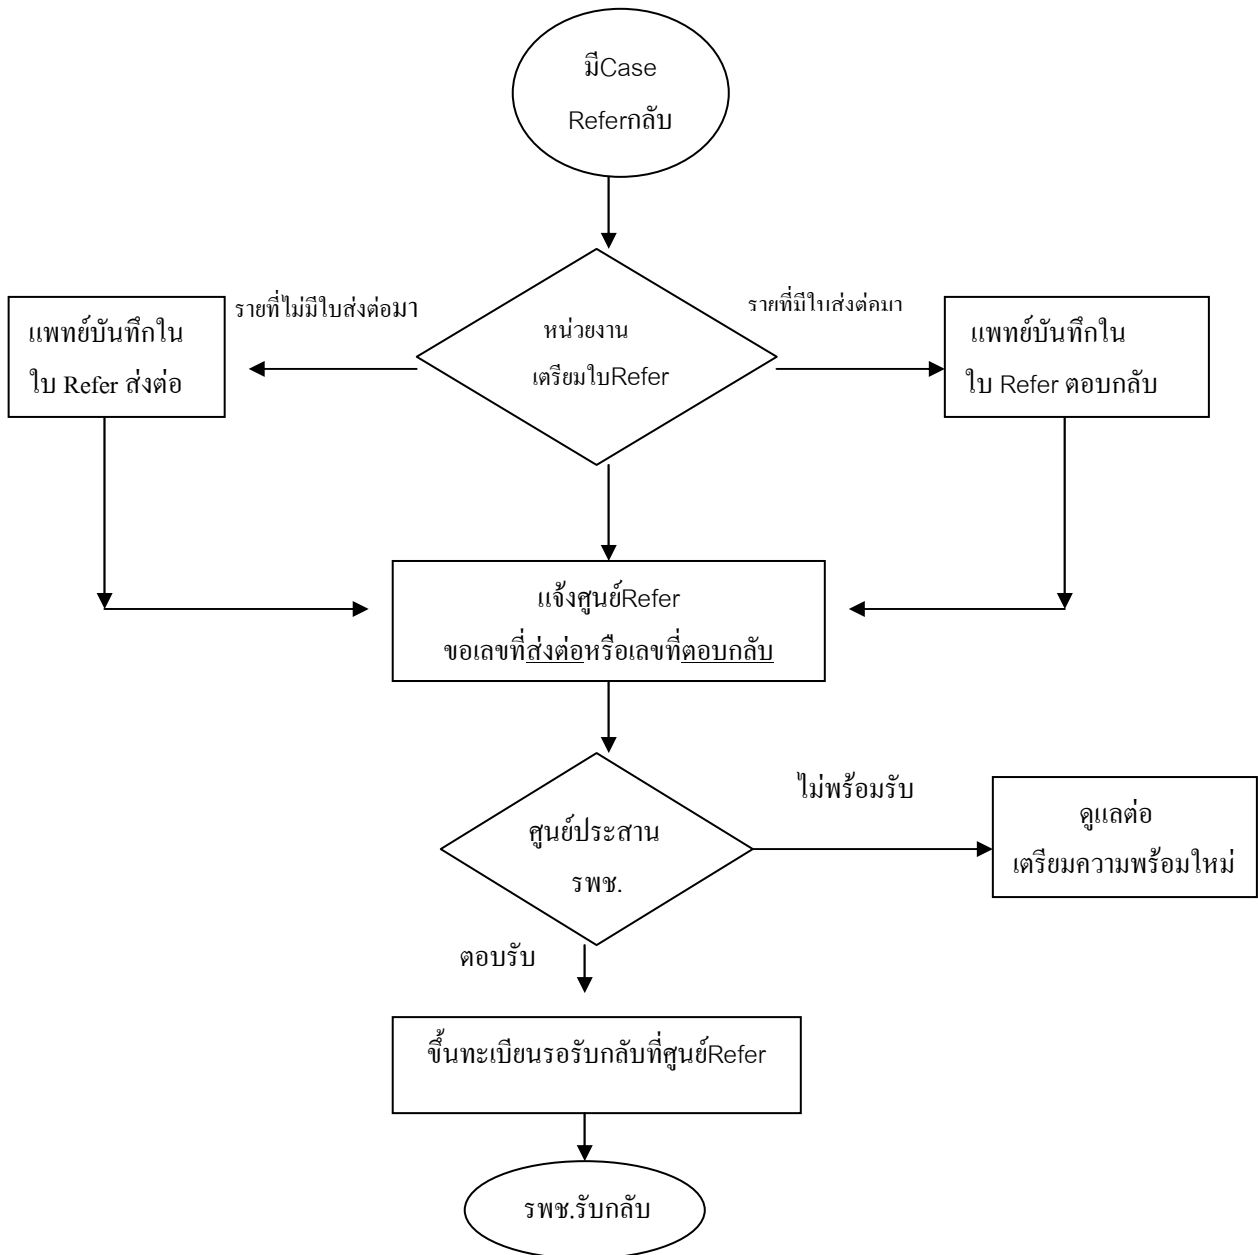 มีCase
Referกลับ
รายที่ไม่มีใบส่งต่อมา
รายที่มีใบส่งต่อมา
แพทย์บันทึกใน
ใบ Refer ส่งต่อ
หน่วยงาน
เตรียมใบRefer
แพทย์บันทึกใน
ใบ Refer ตอบกลับ
แจ้งศูนย์Refer
ขอเลขที่ส่งต่อหรือเลขที่ตอบกลับ
ไม่พร้อมรับ
ศูนย์ประสาน
รพช.
ดูแลต่อ
เตรียมความพร้อมใหม่
ตอบรับ
ขึ้นทะเบียนรอรับกลับที่ศูนย์Refer
รพช.รับกลับ